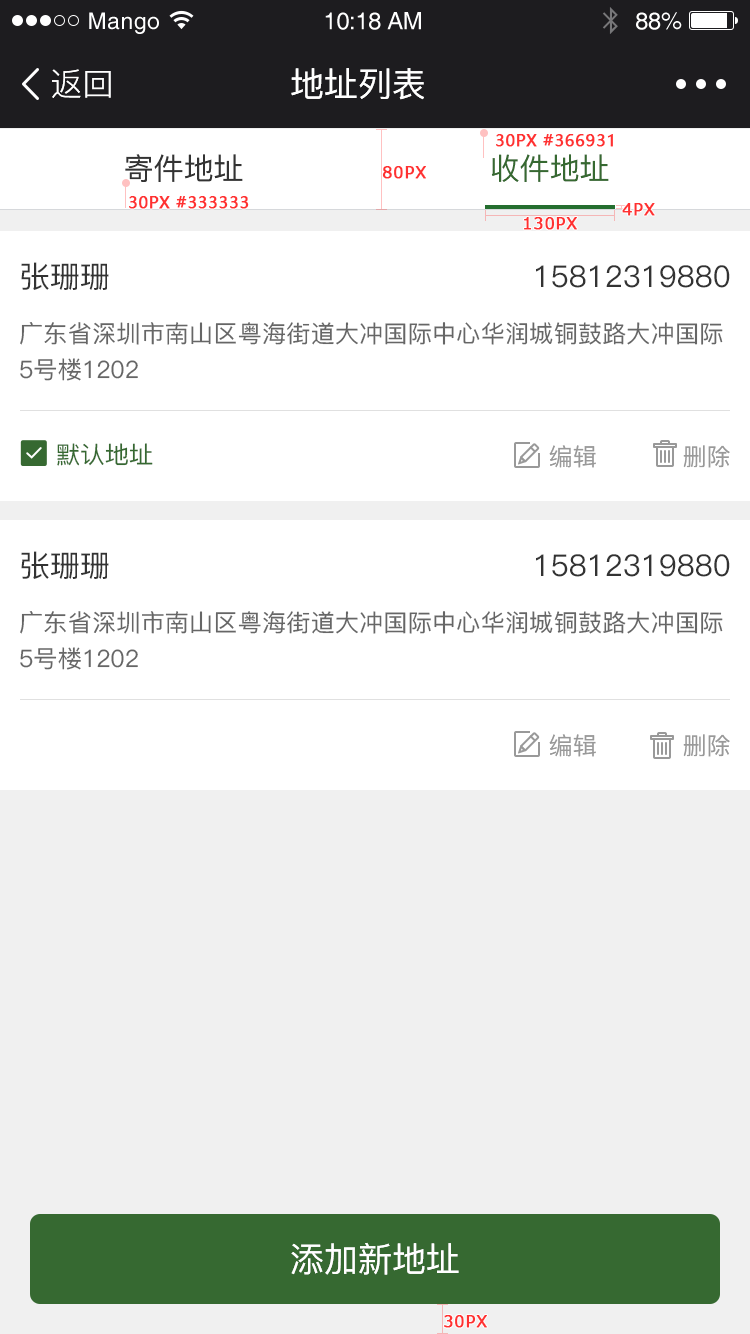 Mango 10:18 AM 88%
返回 地址列表
30PX #366931
寄件地址 80PX 收件地址
30PX #333333 4PX
130PX
张珊珊 15812319880
广东省深圳市南山区粤海街道大冲国际中心华润城铜鼓路大冲国际
5号楼1202
默认地址 编辑 删除
张珊珊 15812319880
广东省深圳市南山区粤海街道大冲国际中心华润城铜鼓路大冲国际
5号楼1202
编辑 删除
添加新地址
30PX